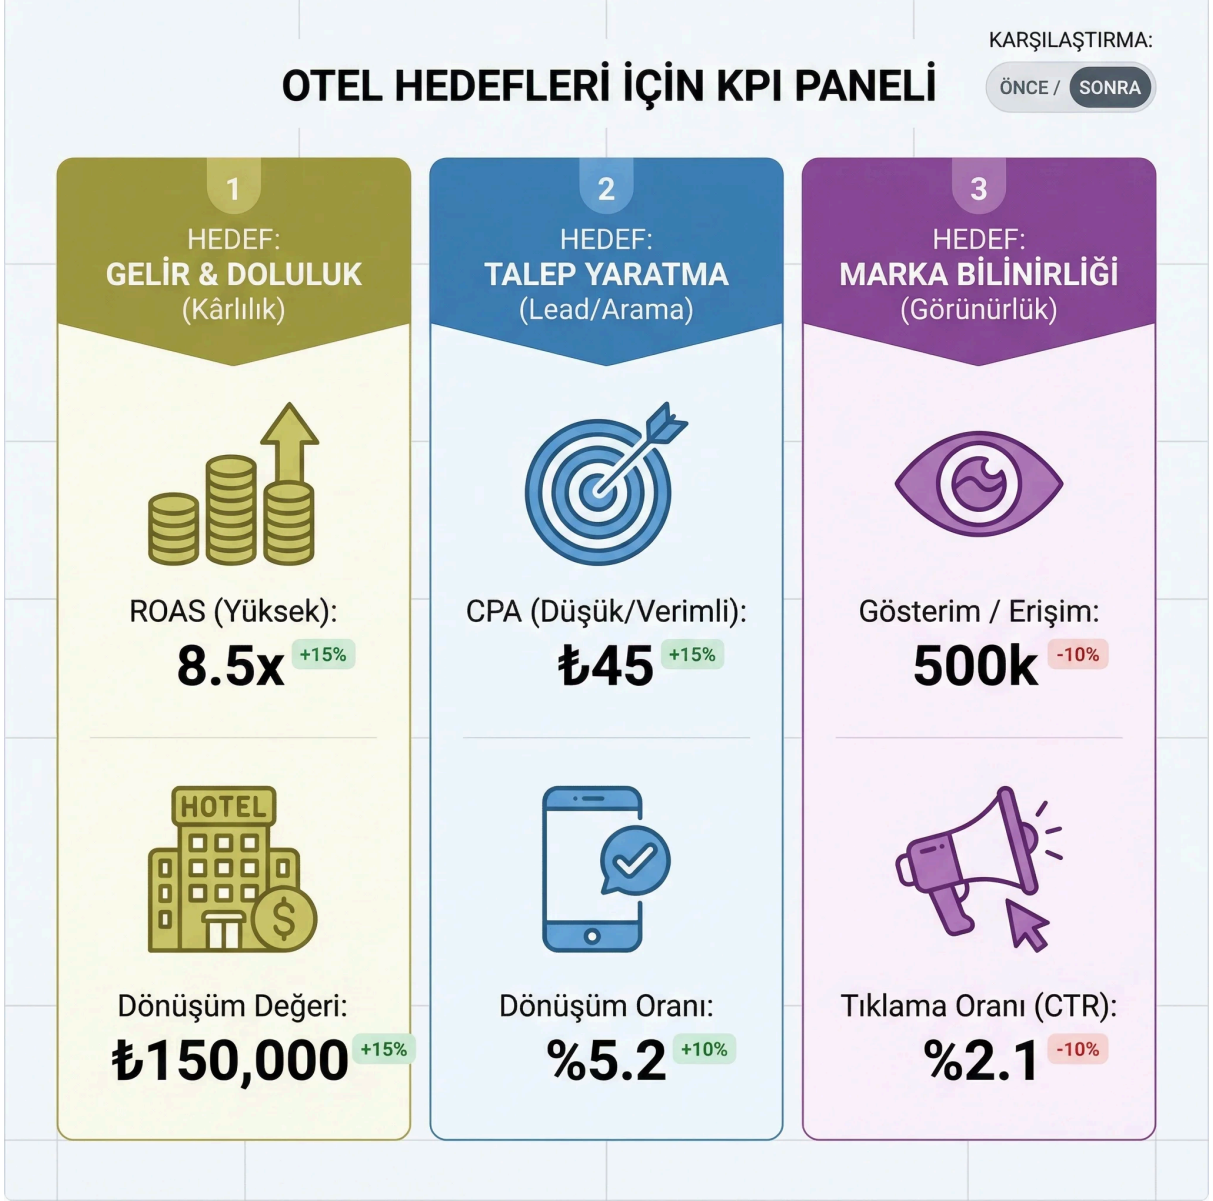 KARŞILAŞTIRMA:
OTEL HEDEFLERİ İÇİN KPI PANELİ
ÖNCE / SONRA
1
HEDEF:
GELİR & DOLULUK
(Kârlılık)
ROAS (Yüksek):
8.5x +15%
HOTEL
$
Dönüşüm Değeri:
₺150,000 +15%
2
HEDEF:
TALEP YARATMA
(Lead/Arama)
CPA (Düşük/Verimli):
₺45 +15%
Dönüşüm Oranı:
%5.2 +10%
3
HEDEF:
MARKA BİLİNİRLİĞİ
(Görünürlük)
Gösterim / Erişim:
500k -10%
Tıklama Oranı (CTR):
%2.1 -10%